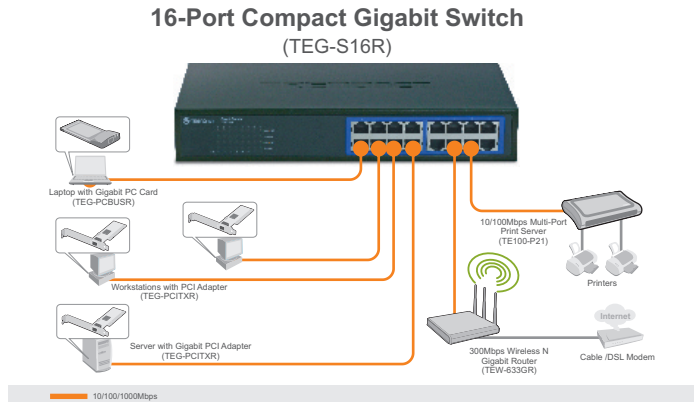 16-Port Compact Gigabit Switch
(TEG-S16R)
Laptop with Gigabit PC Card
(TEG-PCBUSR)
Workstations with PCI Adapter
(TEG-PCITXR)
Server with Gigabit PCI Adapter
(TEG-PCITXR)
10/100Mbps Multi-Port
Print Server
(TE100-P21)
Printers
300Mbps Wireless N
Gigabit Router
(TEW-633GR)
Internet
Cable /DSL Modem
10/100/1000Mbps